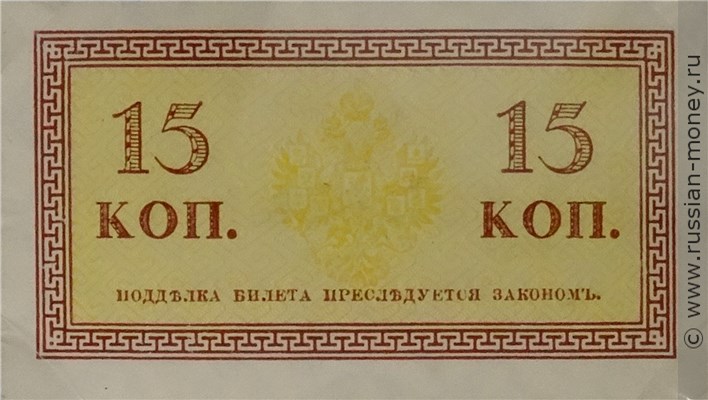 15 15
КОП. КОП.
ПОДДѢЛКА БИЛЕТА ПРЕСЛѢДУЕТСЯ ЗАКОНОМЪ.
© www.russian-money.ru